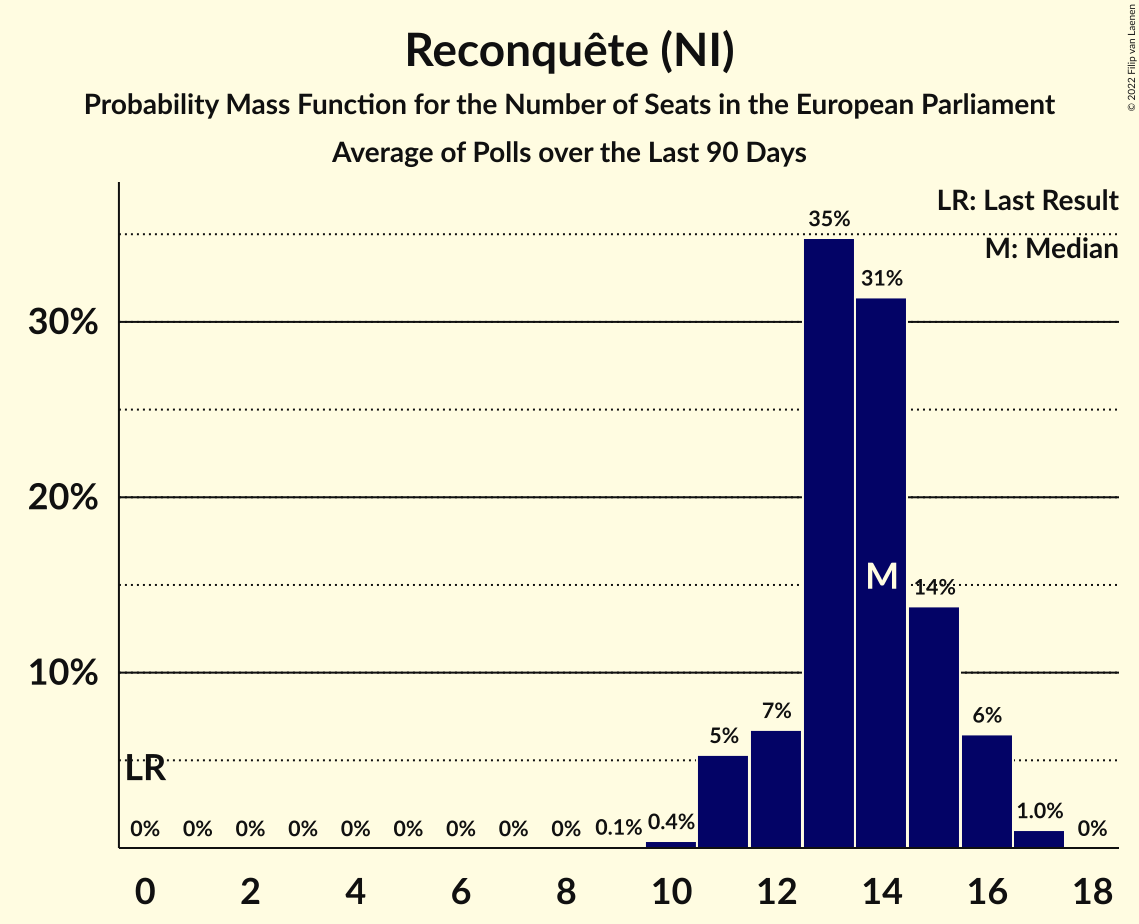 Reconquête (NI)
Probability Mass Function for the Number of Seats in the European Parliament
Average of Polls over the Last 90 Days
© 2022 Filip van Laenen
LR: Last Result
M: Median
35%
31%
30%
20%
M
14%
10%
7%
6%
5%
LR
0% 0% 0% 0% 0% 0% 0% 0% 0% 0.1% 0.4% 1.0% 0%
0 2 4 6 8 10 12 14 16 18